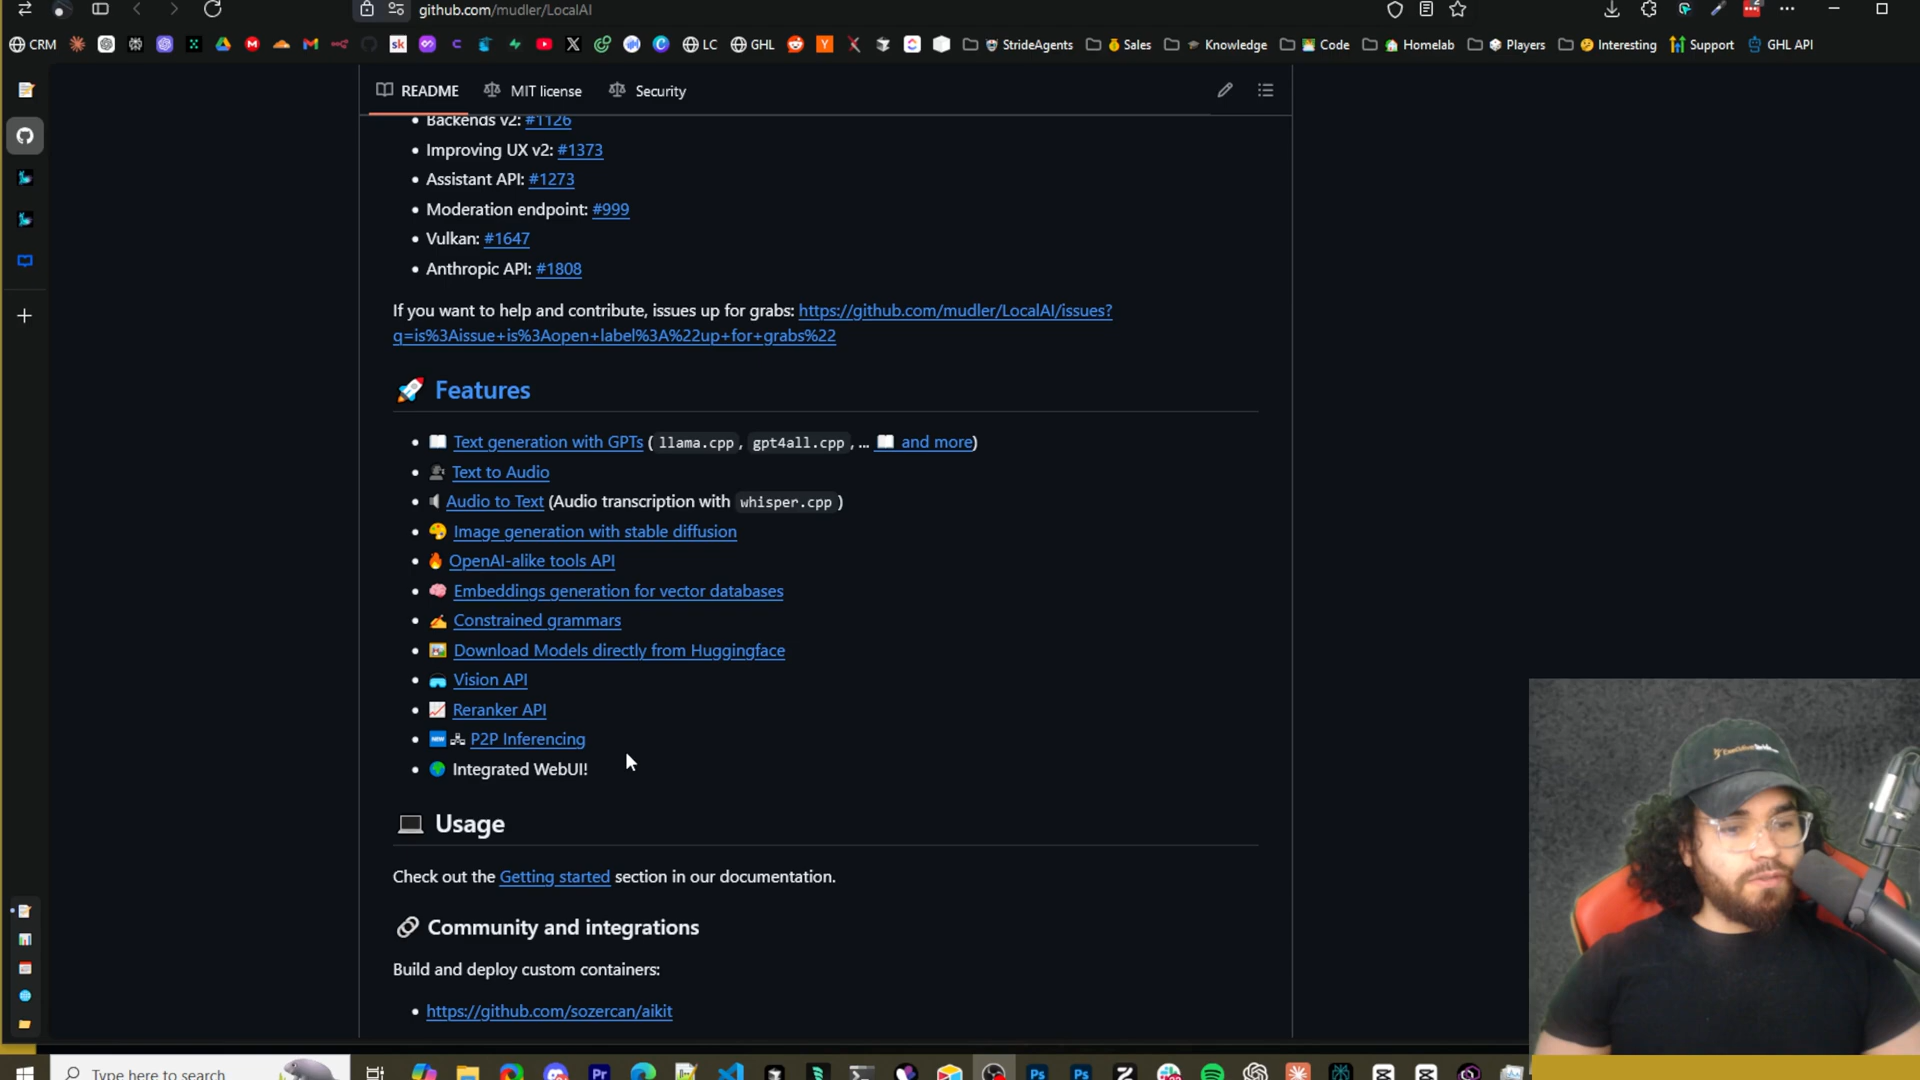 github.com/mudler/LocalAI
CRM
LC
GHL
StrideAgents
Sales
Knowledge
Code
Homelab
Players
Interesting
Support
GHL API
README
MIT license
Security
Backends v2: #1126
Improving UX v2: #1373
Assistant API: #1273
Moderation endpoint: #999
Vulkan: #1647
Anthropic API: #1808
If you want to help and contribute, issues up for grabs: https://github.com/mudler/LocalAI/issues?
q=is%3Aissue+is%3Aopen+label%3A%22up+for+grabs%22
Features
Text generation with GPTs ( llama.cpp, gpt4all.cpp, ... and more)
Text to Audio
Audio to Text (Audio transcription with whisper.cpp )
Image generation with stable diffusion
OpenAI-alike tools API
Embeddings generation for vector databases
Constrained grammars
Download Models directly from Huggingface
Vision API
Reranker API
NEW P2P Inferencing
Integrated WebUI!
Usage
Check out the Getting started section in our documentation.
Community and integrations
Build and deploy custom containers:
https://github.com/sozercan/aikit
Type here to search